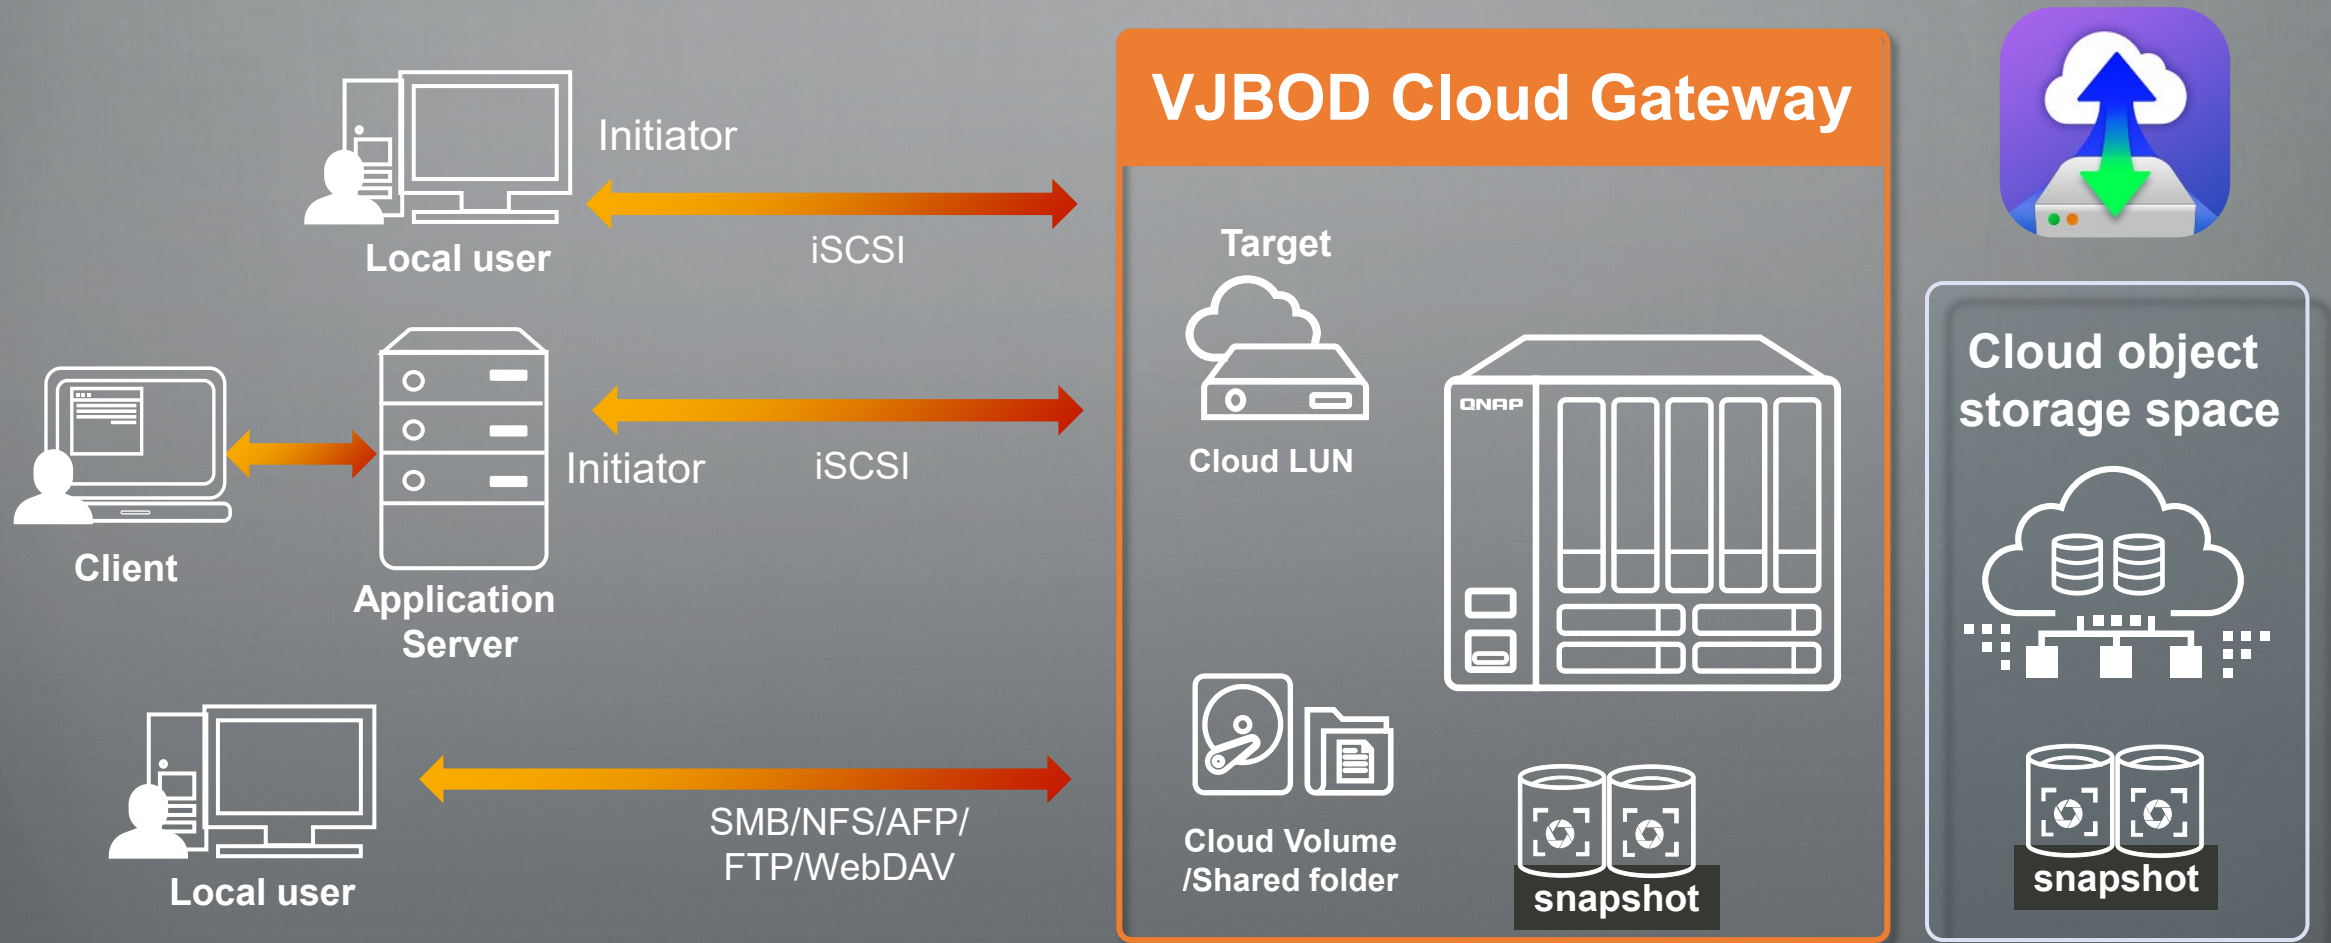 VJBOD Cloud Gateway
Initiator
Local user
iSCSI
Target
Cloud object
storage space
QNAP
Cloud LUN
Initiator
iSCSI
Client
Application
Server
SMB/NFS/AFP/
FTP/WebDAV
Local user
Cloud Volume
/Shared folder
snapshot
snapshot